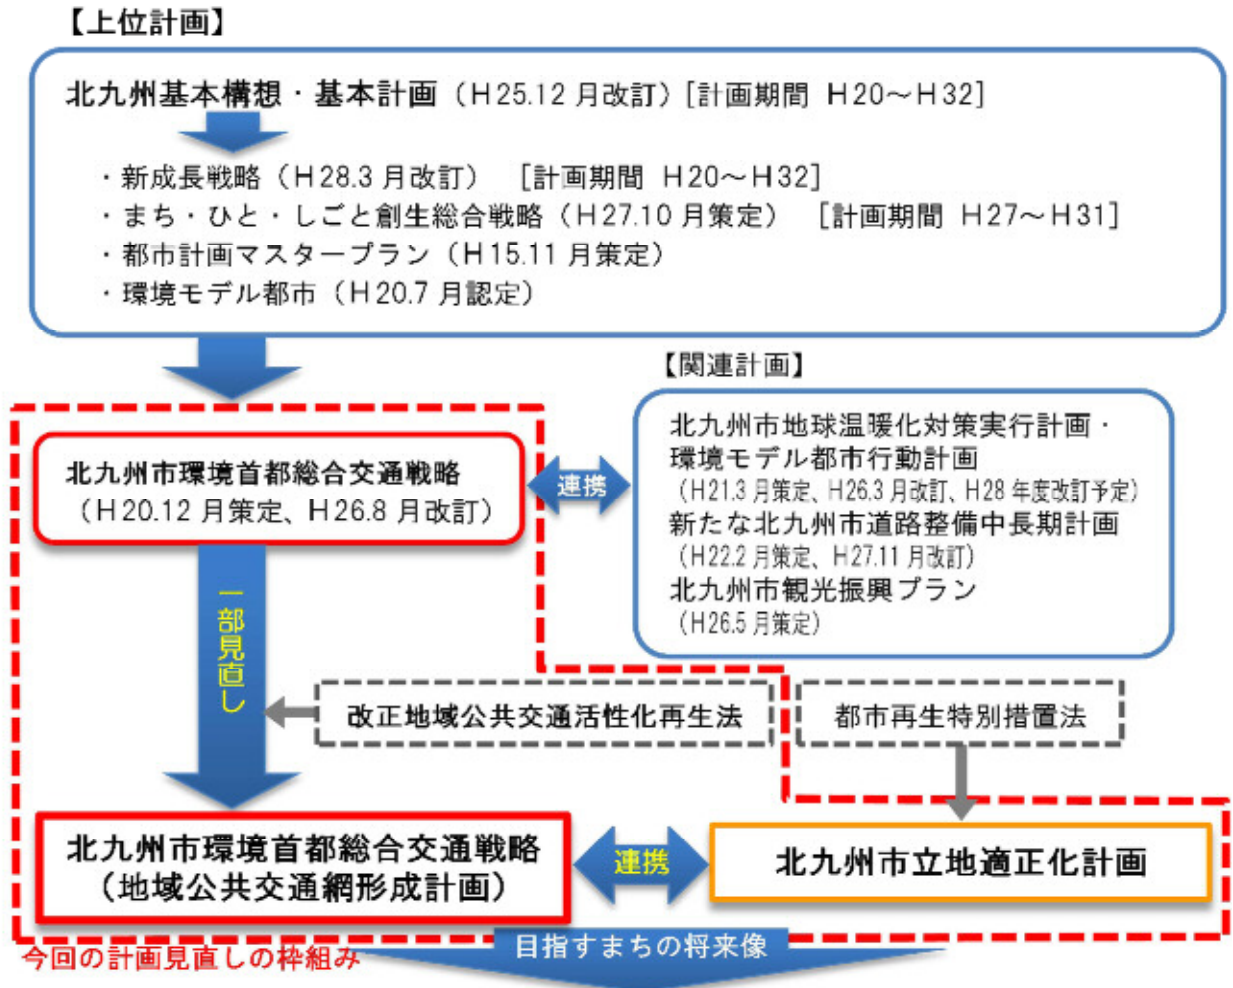 【上位計画】
北九州基本構想・基本計画（H25.12月改訂）[計画期間 H20～H32]
・新成長戦略（H28.3月改訂） [計画期間 H20～H32]
・まち・ひと・しごと創生総合戦略（H27.10月策定） [計画期間 H27～H31]
・都市計画マスタープラン（H15.11月策定）
・環境モデル都市（H20.7月認定）
【関連計画】
北九州市環境首都総合交通戦略
（H20.12月策定、H26.8月改訂）
連携
北九州市地球温暖化対策実行計画・
環境モデル都市行動計画
（H21.3月策定、H26.3月改訂、H28年度改訂予定）
新たな北九州市道路整備中長期計画
（H22.2月策定、H27.11月改訂）
北九州市観光振興プラン
（H26.5月策定）
一部見直し
改正地域公共交通活性化再生法
都市再生特別措置法
北九州市環境首都総合交通戦略
（地域公共交通網形成計画）
連携
北九州市立地適正化計画
今回の計画見直しの枠組み
目指すまちの将来像